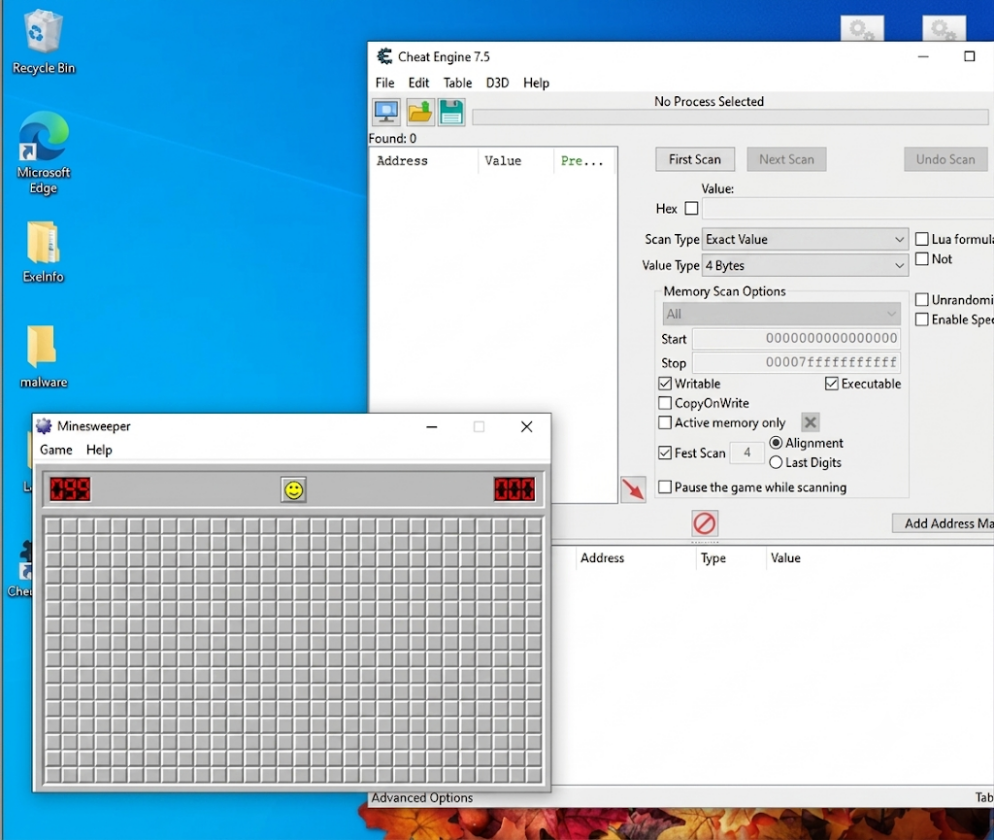 Recycle Bin
Microsoft
Edge
ExeInfo
malware
Cheat Engine 7.5
File Edit Table D3D Help
No Process Selected
Found: 0
Address Value Pre...
First Scan Next Scan Undo Scan
Value:
Hex
Scan Type Exact Value Lua formula
Value Type 4 Bytes Not
Memory Scan Options
All
Unrandomi
Start 0000000000000000
Enable Spee
Stop 00007fffffffffff
Writable Executable
CopyOnWrite
Active memory only
Fest Scan 4 Alignment
Last Digits
Pause the game while scanning
Add Address Ma
Address Type Value
Advanced Options Tab
Minesweeper
Game Help
099 000